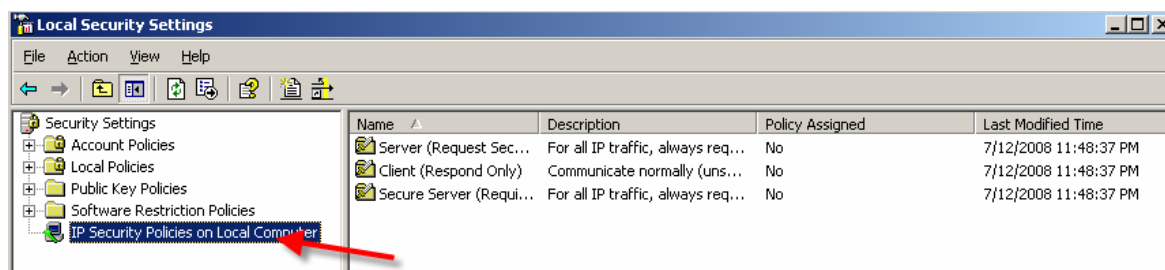 Local Security Settings
File Action View Help
Security Settings
Account Policies
Local Policies
Public Key Policies
Software Restriction Policies
IP Security Policies on Local Computer
Name Description Policy Assigned Last Modified Time
Server (Request Sec... For all IP traffic, always req... No 7/12/2008 11:48:37 PM
Client (Respond Only) Communicate normally (uns... No 7/12/2008 11:48:37 PM
Secure Server (Requi... For all IP traffic, always req... No 7/12/2008 11:48:37 PM